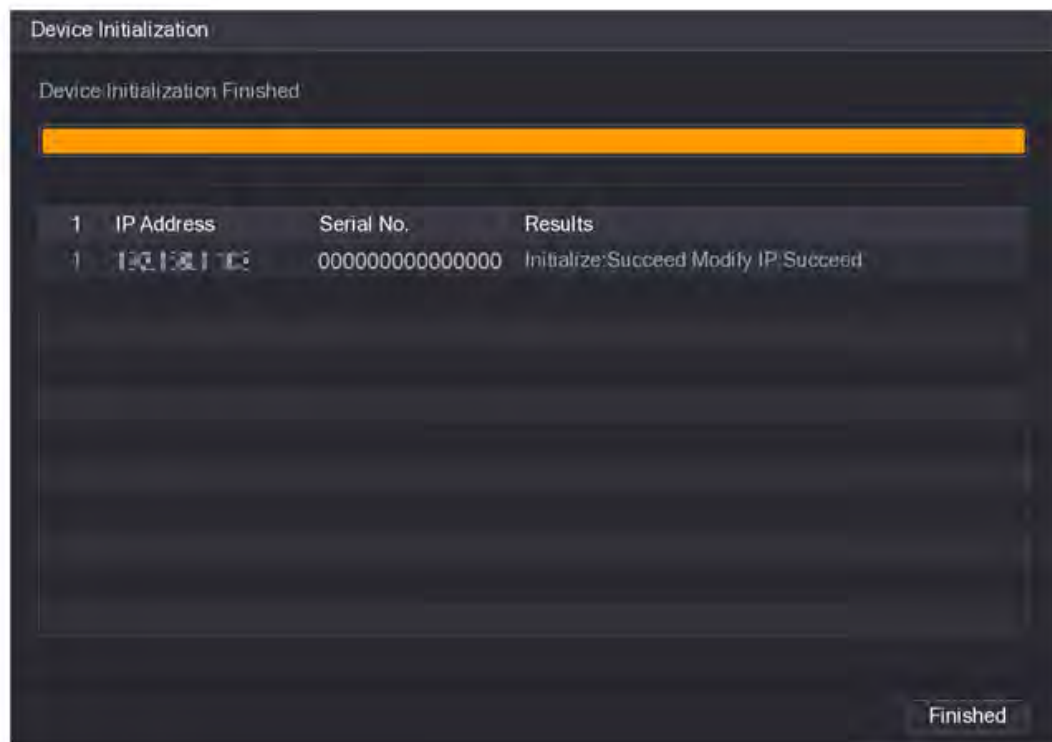 Device Initialization
Device Initialization Finished
1 IP Address Serial No. Results
1 000000000000000 Initialize:Succeed Modify IP:Succeed
Finished